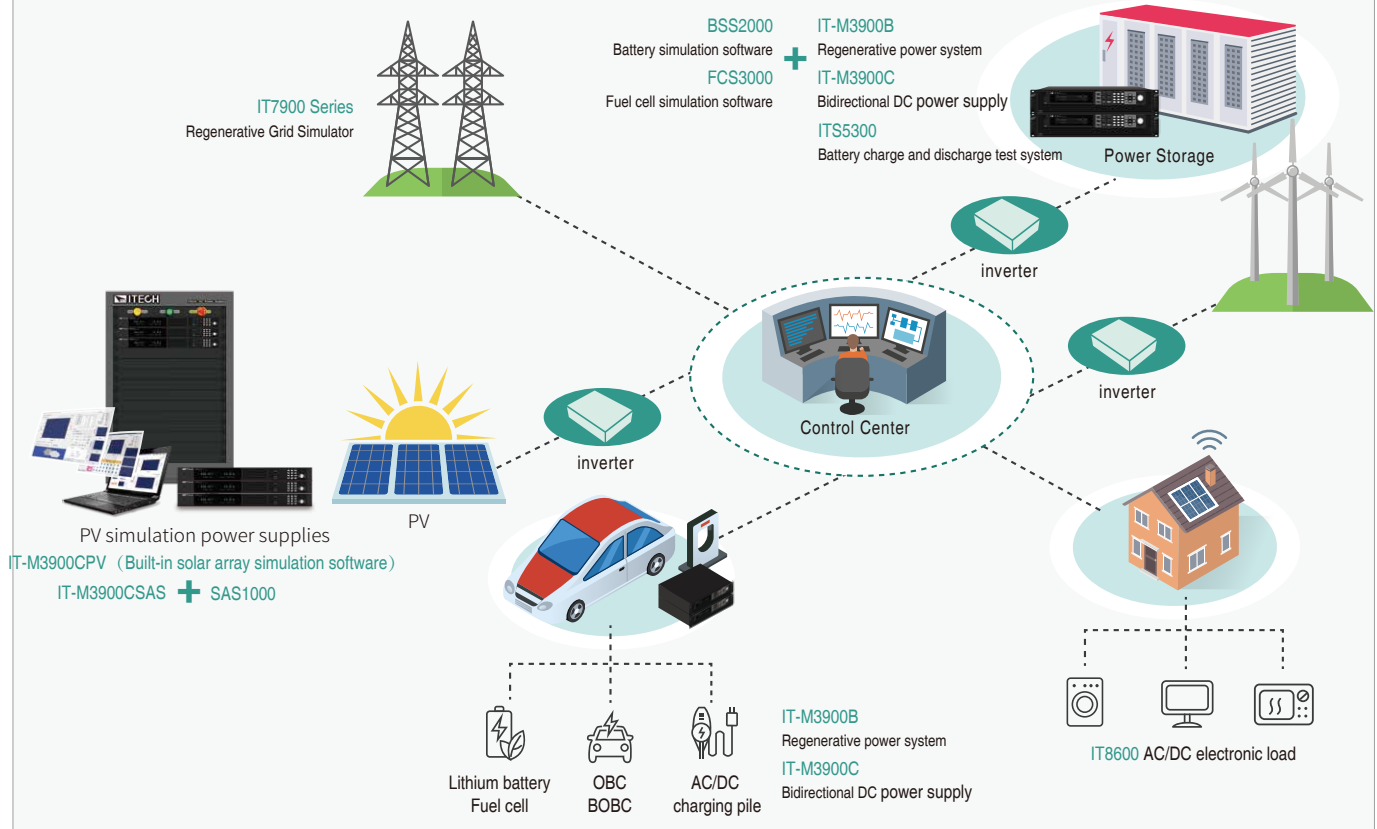 BSS2000
Battery simulation software
FCS3000
Fuel cell simulation software
+
IT-M3900B
Regenerative power system
IT-M3900C
Bidirectional DC power supply
ITS5300
Battery charge and discharge test system
Power Storage
IT7900 Series
Regenerative Grid Simulator
inverter
inverter
Control Center
ITECH
inverter
PV
PV simulation power supplies
IT-M3900CPV（Built-in solar array simulation software）
IT-M3900CSAS + SAS1000
Lithium battery
Fuel cell
OBC
BOBC
AC/DC
charging pile
IT-M3900B
Regenerative power system
IT-M3900C
Bidirectional DC power supply
IT8600 AC/DC electronic load